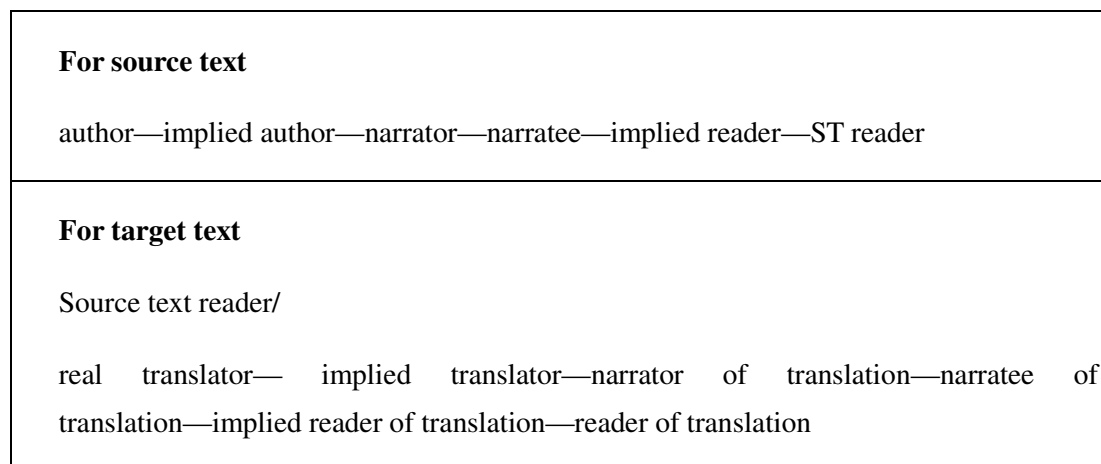 For source text
author—implied author—narrator—narratee—implied reader—ST reader
For target text
Source text reader/
real translator— implied translator—narrator of translation—narratee of
translation—implied reader of translation—reader of translation